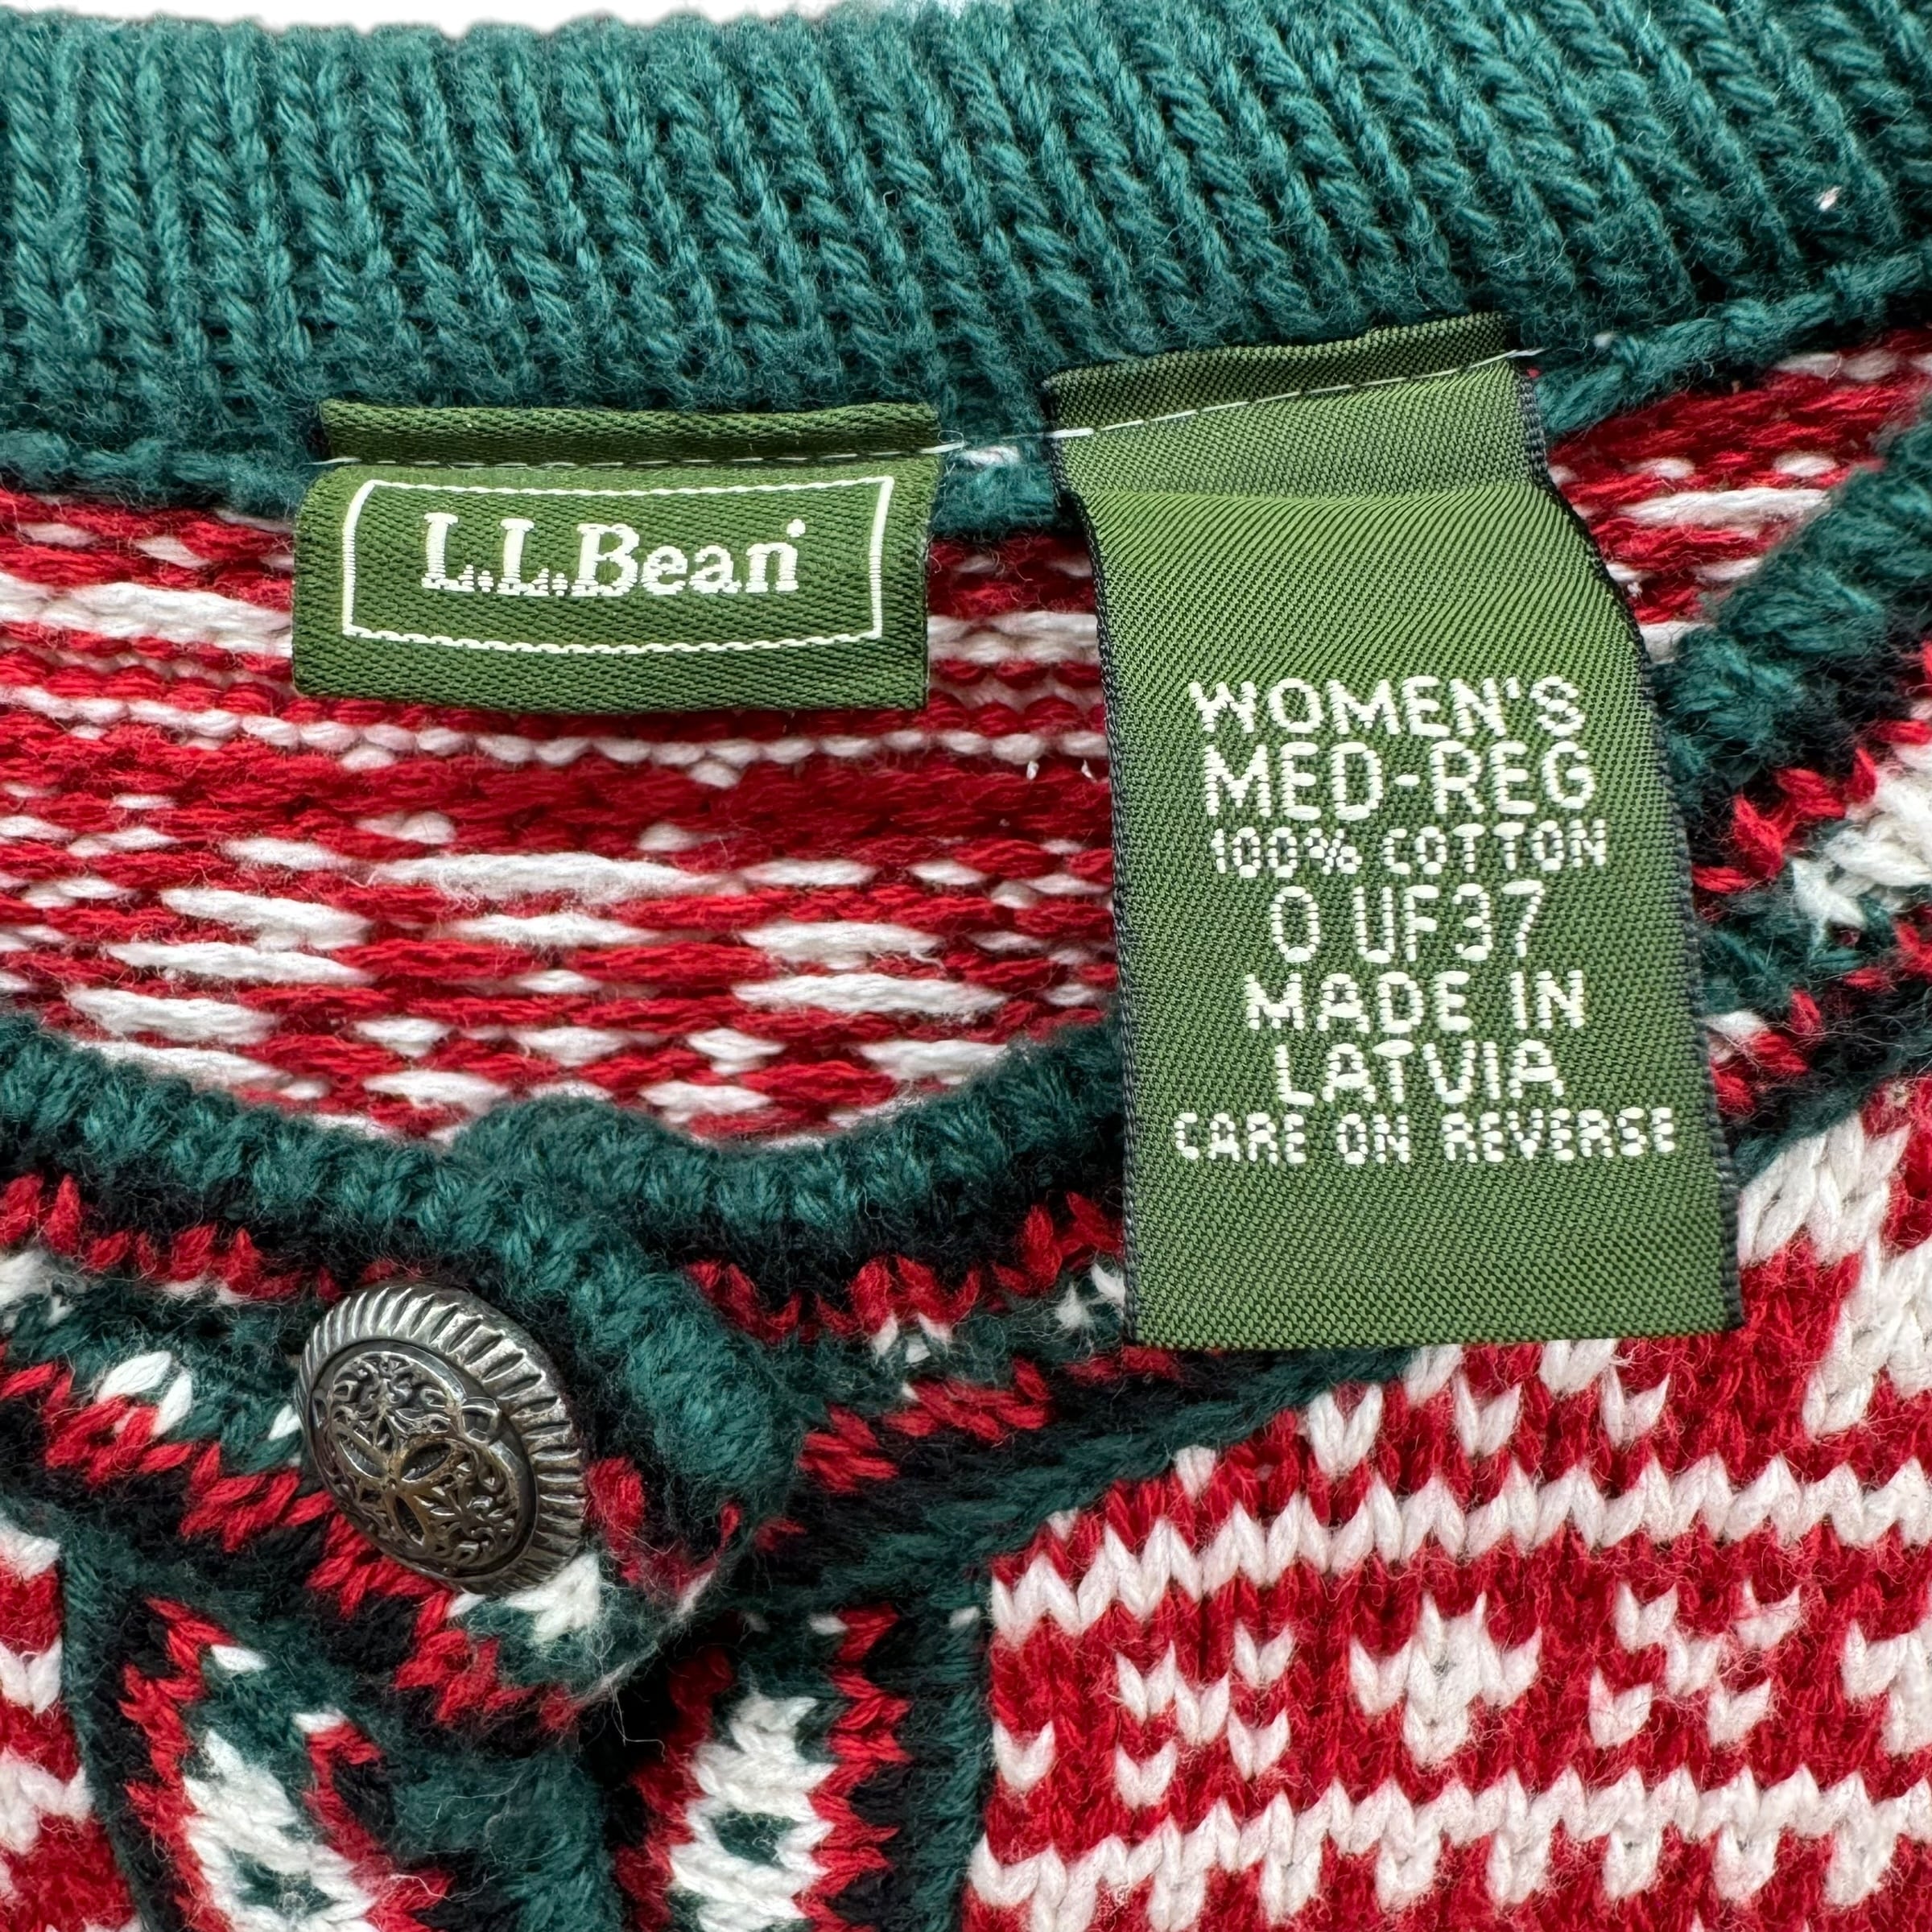 L.L.Bean
WOMEN'S
MED-REG
100% COTTON
0 UF37
MADE IN
LATVIA
CARE ON REVERSE